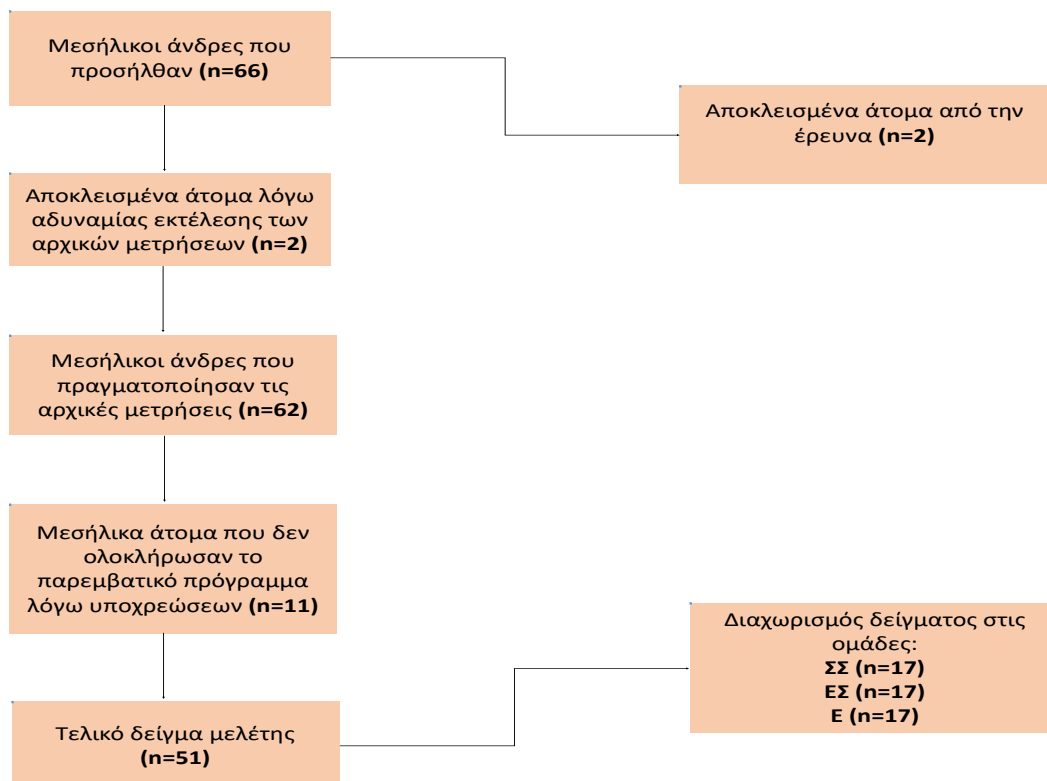 Μεσήλικοι άνδρες που
προσήλθαν (n=66)
Αποκλεισμένα άτομα από την
έρευνα (n=2)
Αποκλεισμένα άτομα λόγω
αδυναμίας εκτέλεσης των
αρχικών μετρήσεων (n=2)
Μεσήλικοι άνδρες που
πραγματοποίησαν τις
αρχικές μετρήσεις (n=62)
Μεσήλικα άτομα που δεν
ολοκλήρωσαν το
παρεμβατικό πρόγραμμα
λόγω υποχρεώσεων (n=11)
Διαχωρισμός δείγματος στις
ομάδες:
ΣΣ (n=17)
ΕΣ (n=17)
Ε (n=17)
Τελικό δείγμα μελέτης
(n=51)